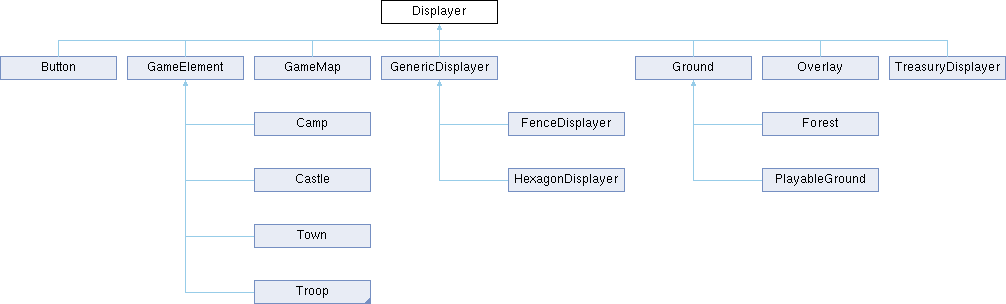 Displayer
Button
GameElement
GameMap
GenericDisplayer
Ground
Overlay
TreasuryDisplayer
Camp
FenceDisplayer
Forest
Castle
HexagonDisplayer
PlayableGround
Town
Troop